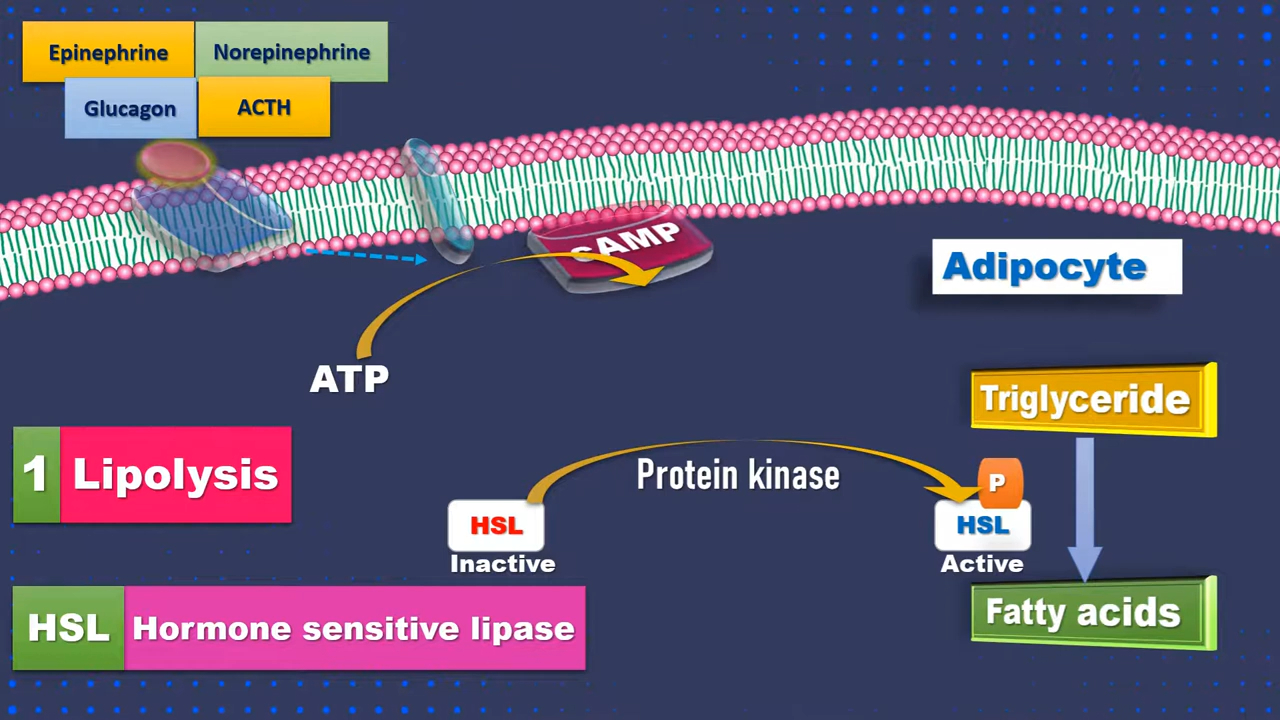 Epinephrine
Norepinephrine
Glucagon
ACTH
cAMP
Adipocyte
ATP
Triglyceride
1 Lipolysis
Protein kinase
P
HSL
HSL
Inactive
Active
Fatty acids
HSL Hormone sensitive lipase